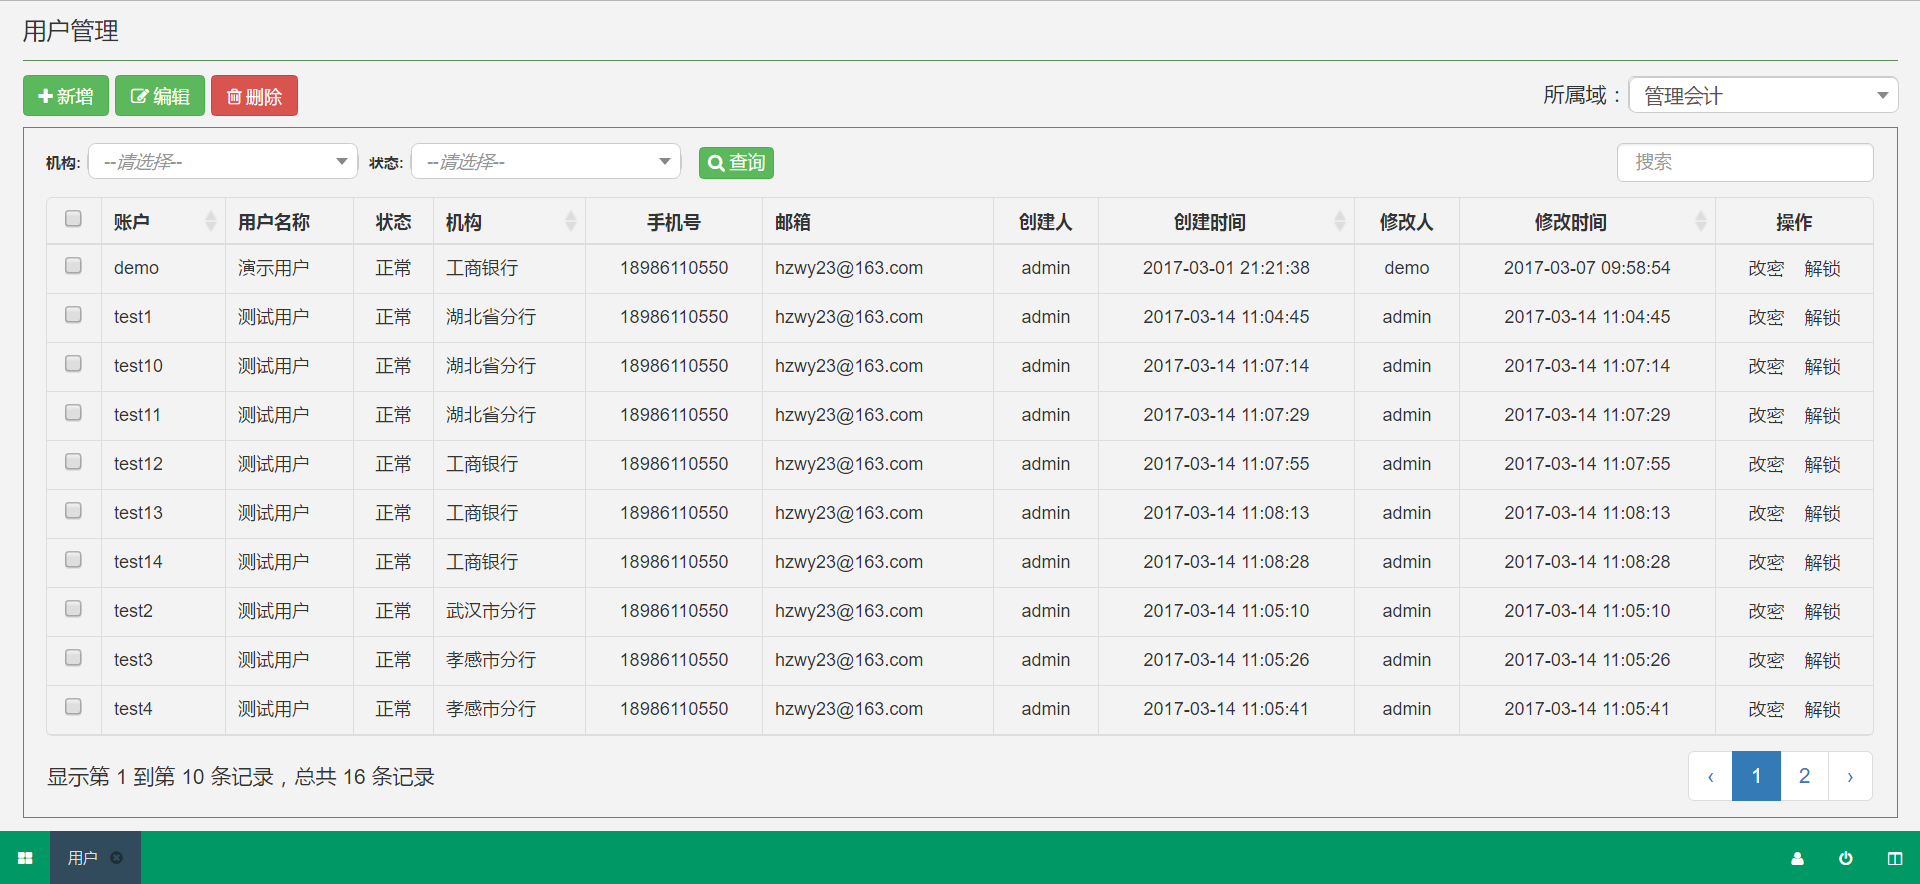 用户管理
新增 编辑 删除 所属域：管理会计
机构: --请选择-- 状态: --请选择-- 查询 搜索
账户 用户名称 状态 机构 手机号 邮箱 创建人 创建时间 修改人 修改时间 操作
demo 演示用户 正常 工商银行 18986110550 hzwy23@163.com admin 2017-03-01 21:21:38 demo 2017-03-07 09:58:54 改密 解锁
test1 测试用户 正常 湖北省分行 18986110550 hzwy23@163.com admin 2017-03-14 11:04:45 admin 2017-03-14 11:04:45 改密 解锁
test10 测试用户 正常 湖北省分行 18986110550 hzwy23@163.com admin 2017-03-14 11:07:14 admin 2017-03-14 11:07:14 改密 解锁
test11 测试用户 正常 湖北省分行 18986110550 hzwy23@163.com admin 2017-03-14 11:07:29 admin 2017-03-14 11:07:29 改密 解锁
test12 测试用户 正常 工商银行 18986110550 hzwy23@163.com admin 2017-03-14 11:07:55 admin 2017-03-14 11:07:55 改密 解锁
test13 测试用户 正常 工商银行 18986110550 hzwy23@163.com admin 2017-03-14 11:08:13 admin 2017-03-14 11:08:13 改密 解锁
test14 测试用户 正常 工商银行 18986110550 hzwy23@163.com admin 2017-03-14 11:08:28 admin 2017-03-14 11:08:28 改密 解锁
test2 测试用户 正常 武汉市分行 18986110550 hzwy23@163.com admin 2017-03-14 11:05:10 admin 2017-03-14 11:05:10 改密 解锁
test3 测试用户 正常 孝感市分行 18986110550 hzwy23@163.com admin 2017-03-14 11:05:26 admin 2017-03-14 11:05:26 改密 解锁
test4 测试用户 正常 孝感市分行 18986110550 hzwy23@163.com admin 2017-03-14 11:05:41 admin 2017-03-14 11:05:41 改密 解锁
显示第 1 到第 10 条记录，总共 16 条记录 ‹ 1 2 ›
用户